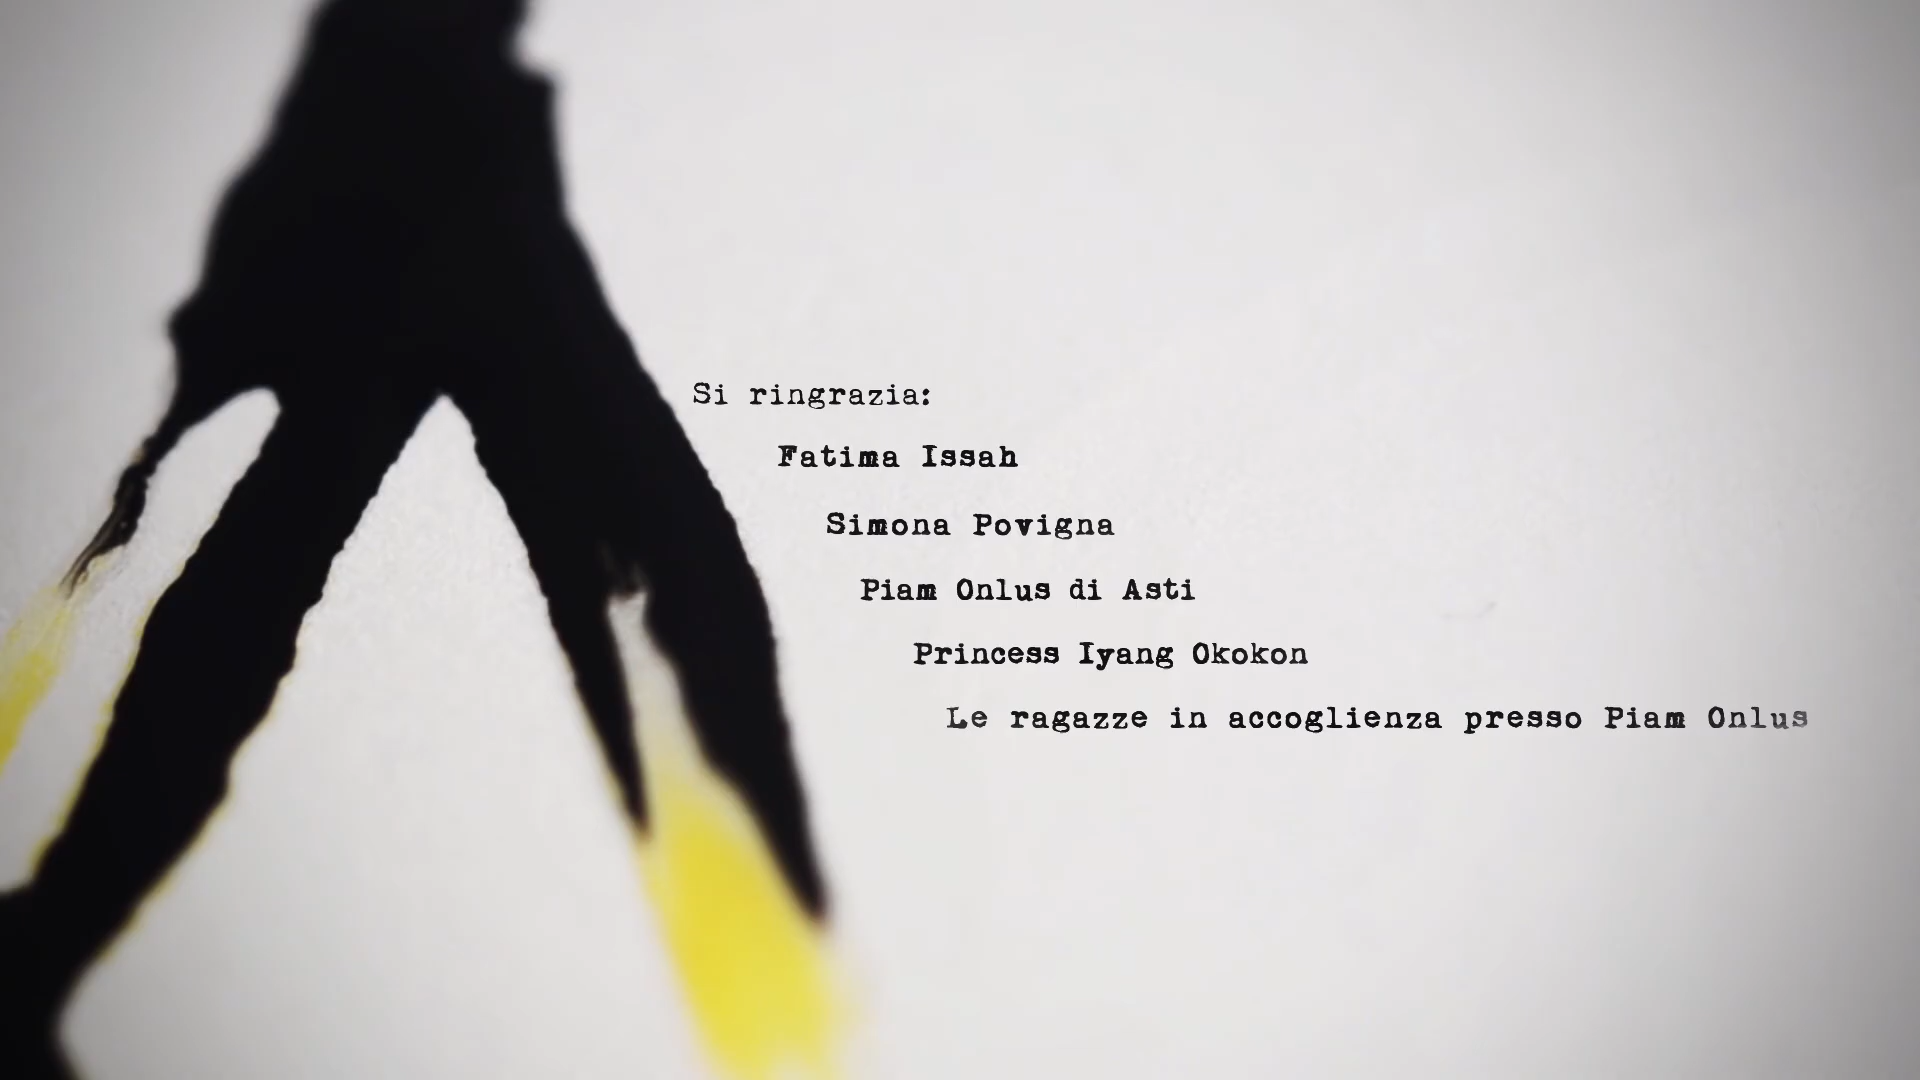 Si ringrazia:
Fatima Issah
Simona Povigna
Piam Onlus di Asti
Princess Iyang Okokon
Le ragazze in accoglienza presso Piam Onlus